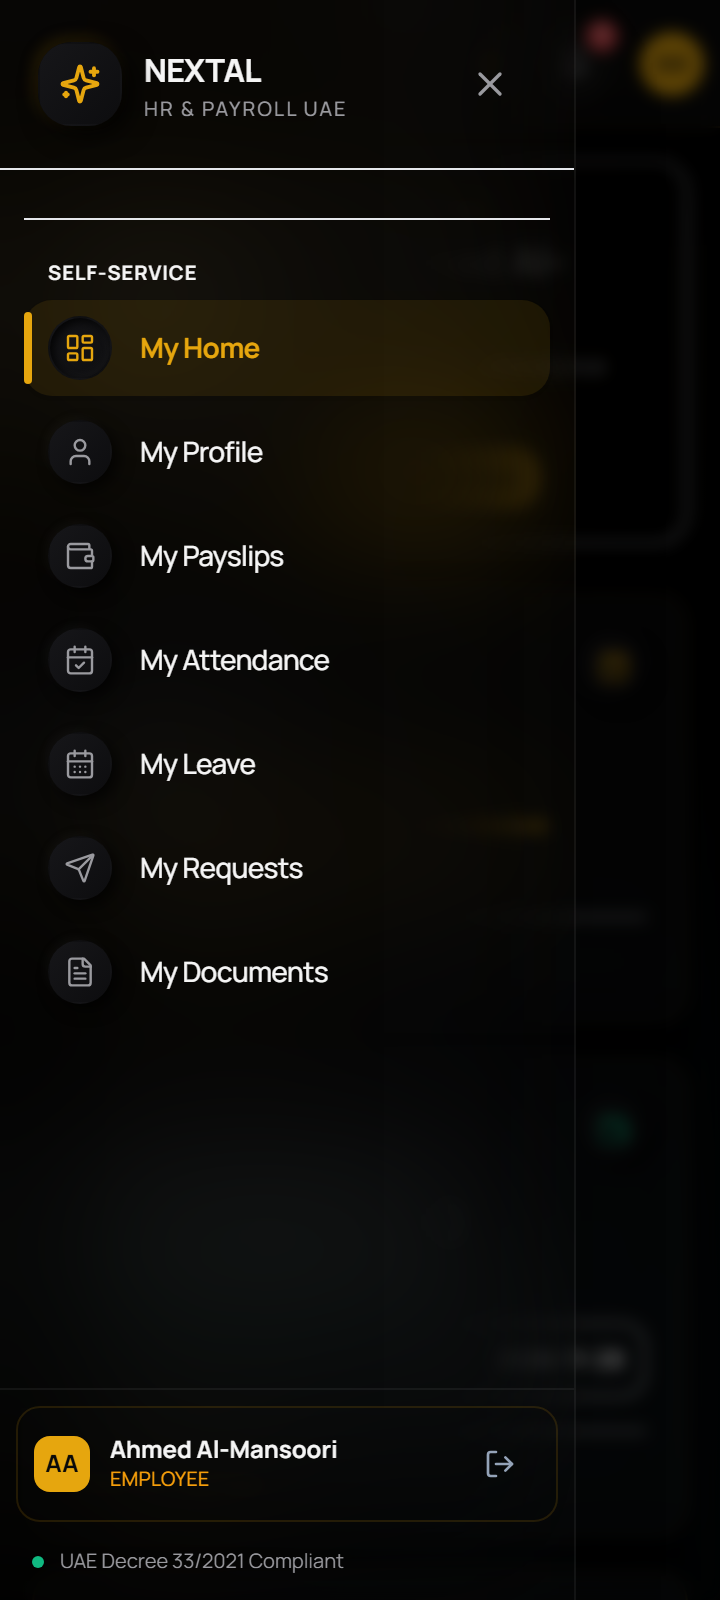 NEXTAL
HR & PAYROLL UAE
SELF-SERVICE
My Home
My Profile
My Payslips
My Attendance
My Leave
My Requests
My Documents
AA
Ahmed Al-Mansoori
EMPLOYEE
UAE Decree 33/2021 Compliant